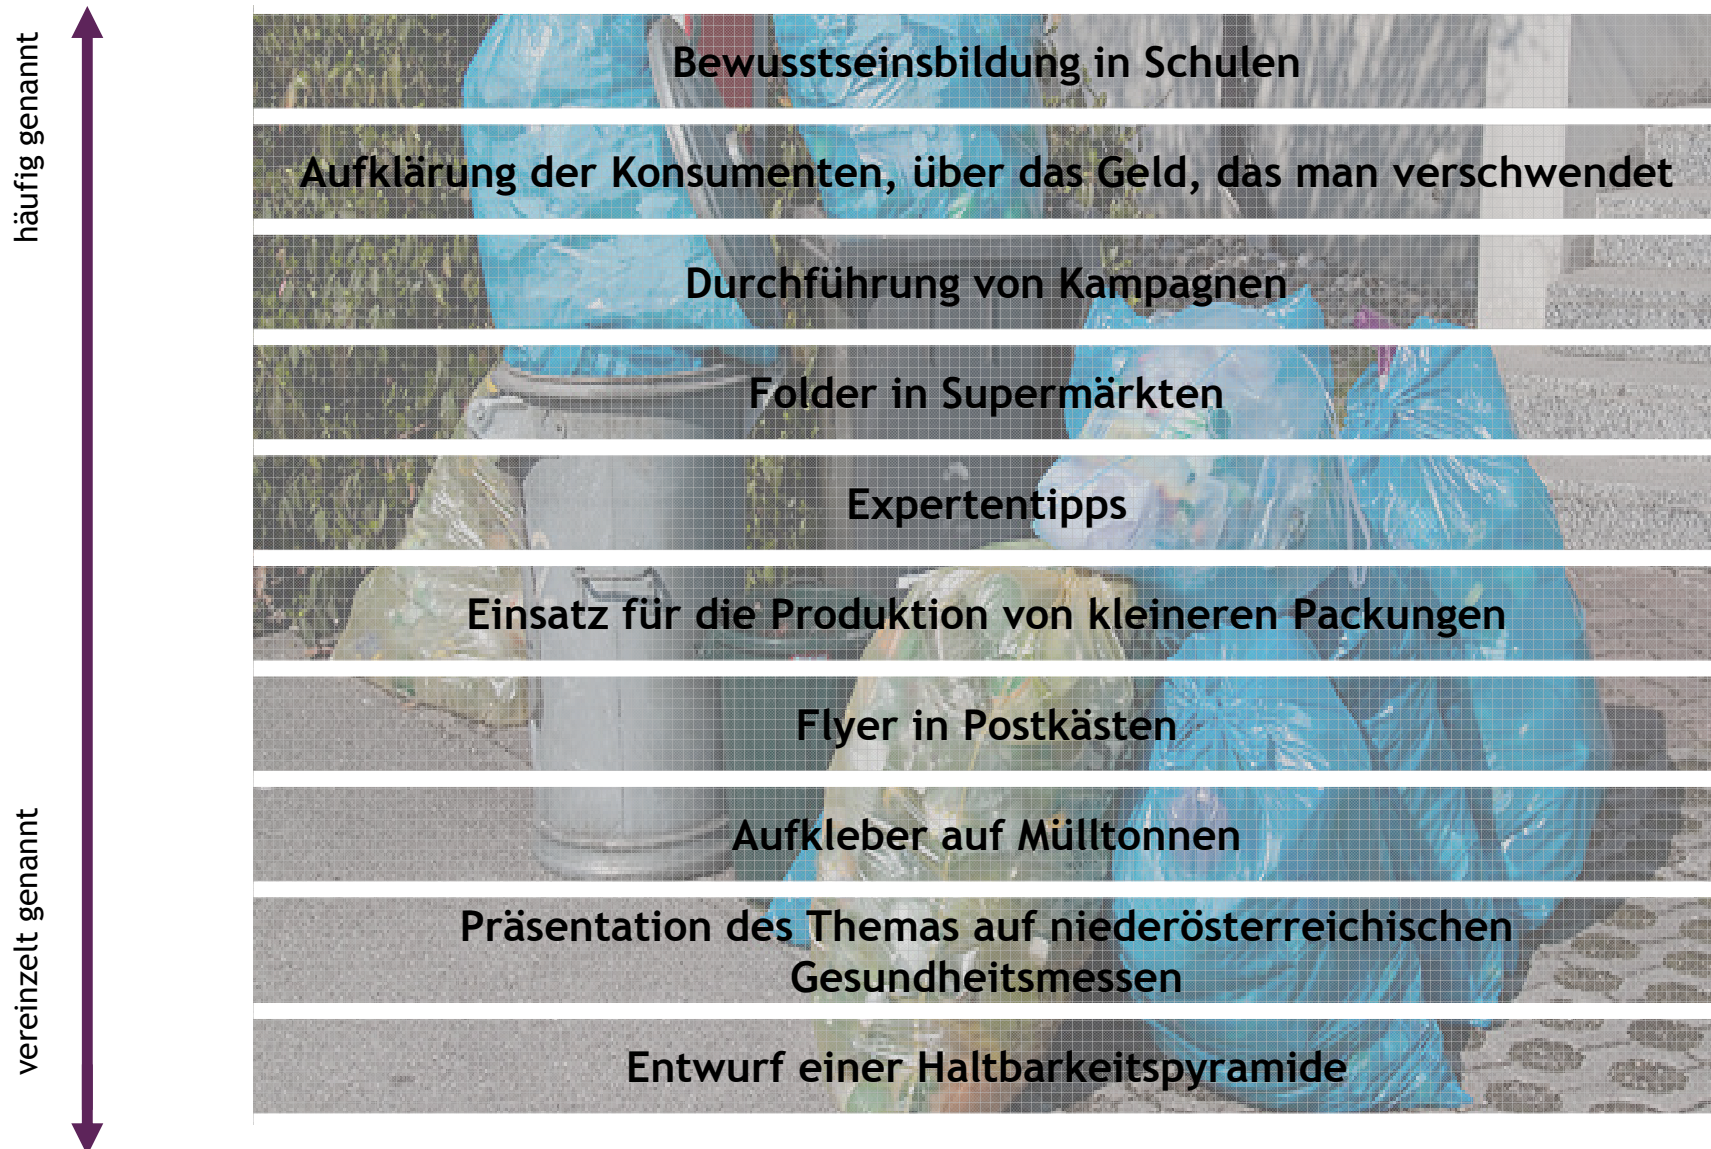 häufig genannt
Bewusstseinsbildung in Schulen
Aufklärung der Konsumenten, über das Geld, das man verschwendet
Durchführung von Kampagnen
Folder in Supermärkten
Expertentipps
Einsatz für die Produktion von kleineren Packungen
Flyer in Postkästen
Aufkleber auf Mülltonnen
Präsentation des Themas auf niederösterreichischen
Gesundheitsmessen
Entwurf einer Haltbarkeitspyramide
vereinzelt genannt